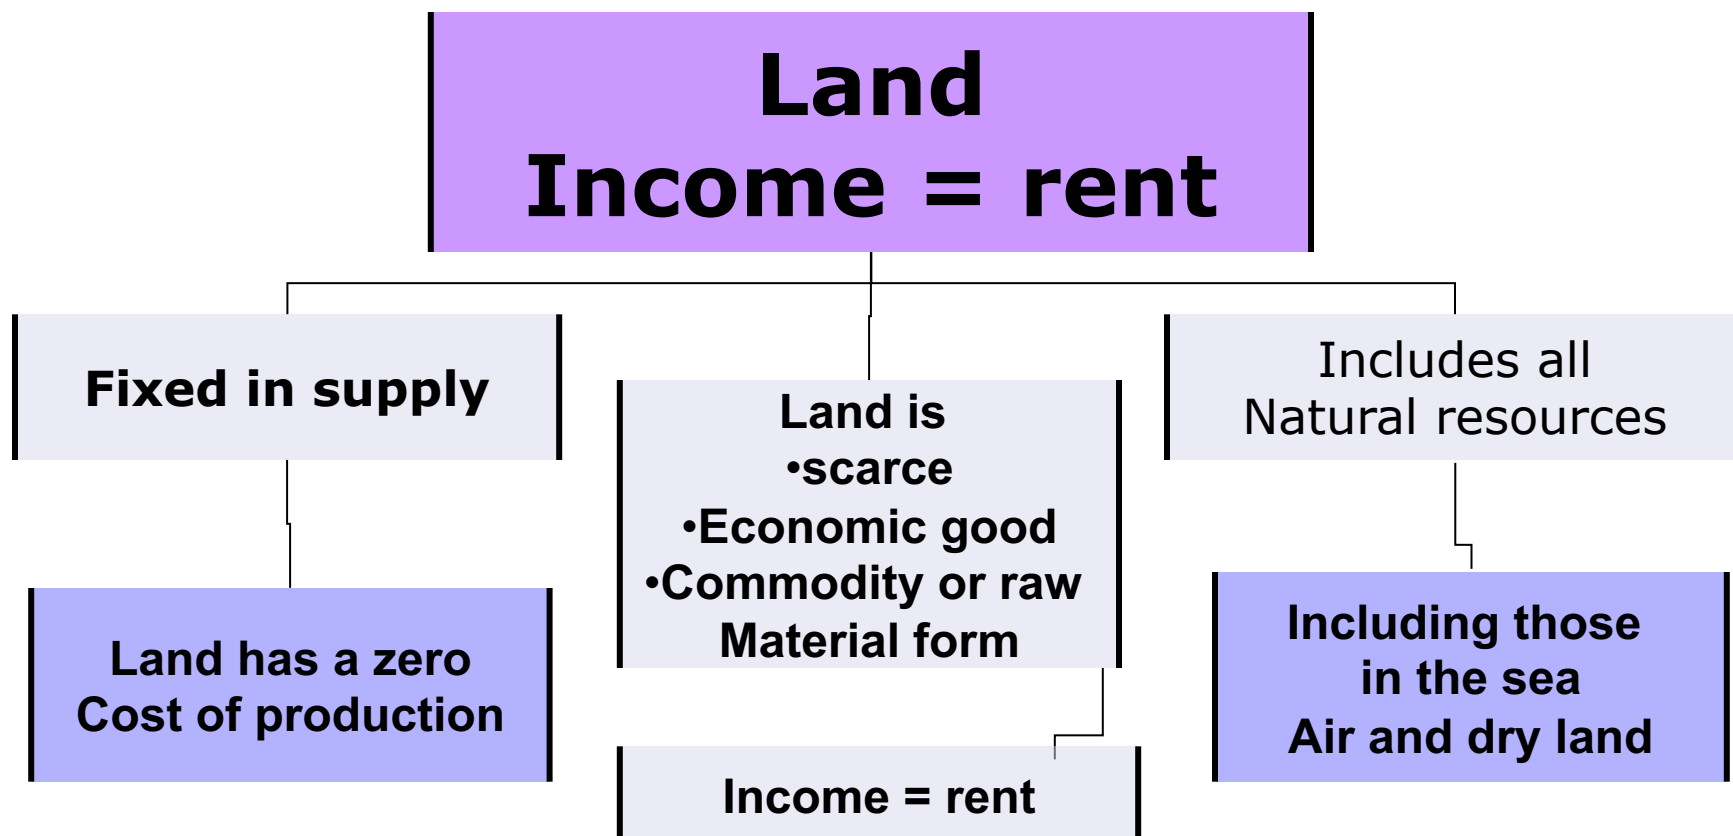 Land
Income = rent
Fixed in supply
Land has a zero
Cost of production
Land is
•scarce
•Economic good
•Commodity or raw
Material form
Income = rent
Includes all
Natural resources
Including those
in the sea
Air and dry land